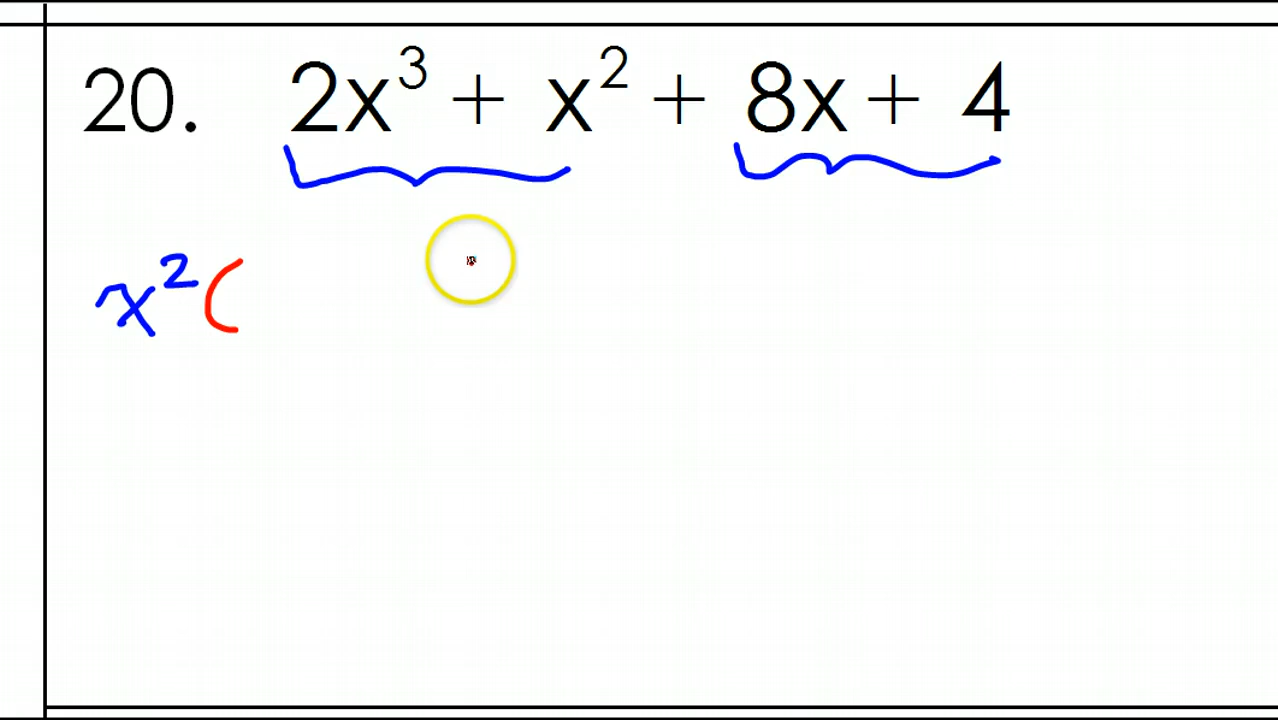 20. 2x³ + x² + 8x + 4
x² (